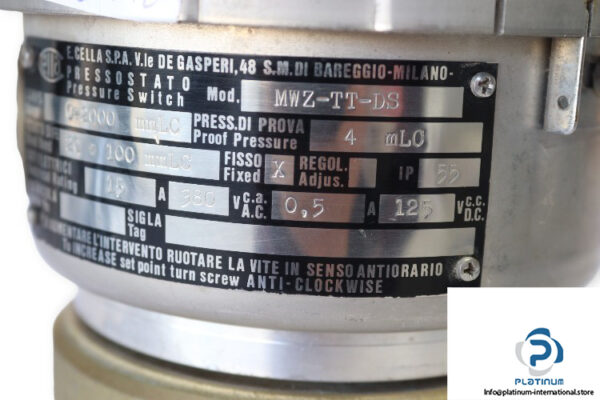 E. CELLA S.P.A. V.le DE GASPERI, 48 S.M. DI BAREGGIO-MILANO-
PRESSOSTATO
Pressure Switch Mod. MWZ-TT-DS
2000 mmLC PRESS. DI PROVA
Proof Pressure 4 mLC
100 mmLC FISSO
Fixed X REGOL.
Adjus. IP 55
15 A 380 V c.a.
A.C. 0,5 A 125 V c.c.
D.C.
SIGLA
Tag
AUMENTARE L'INTERVENTO RUOTARE LA VITE IN SENSO ANTIORARIO
To INCREASE set point turn screw ANTI-CLOCKWISE
PLATINUM
INTERNATIONAL
Info@platinum-international.store